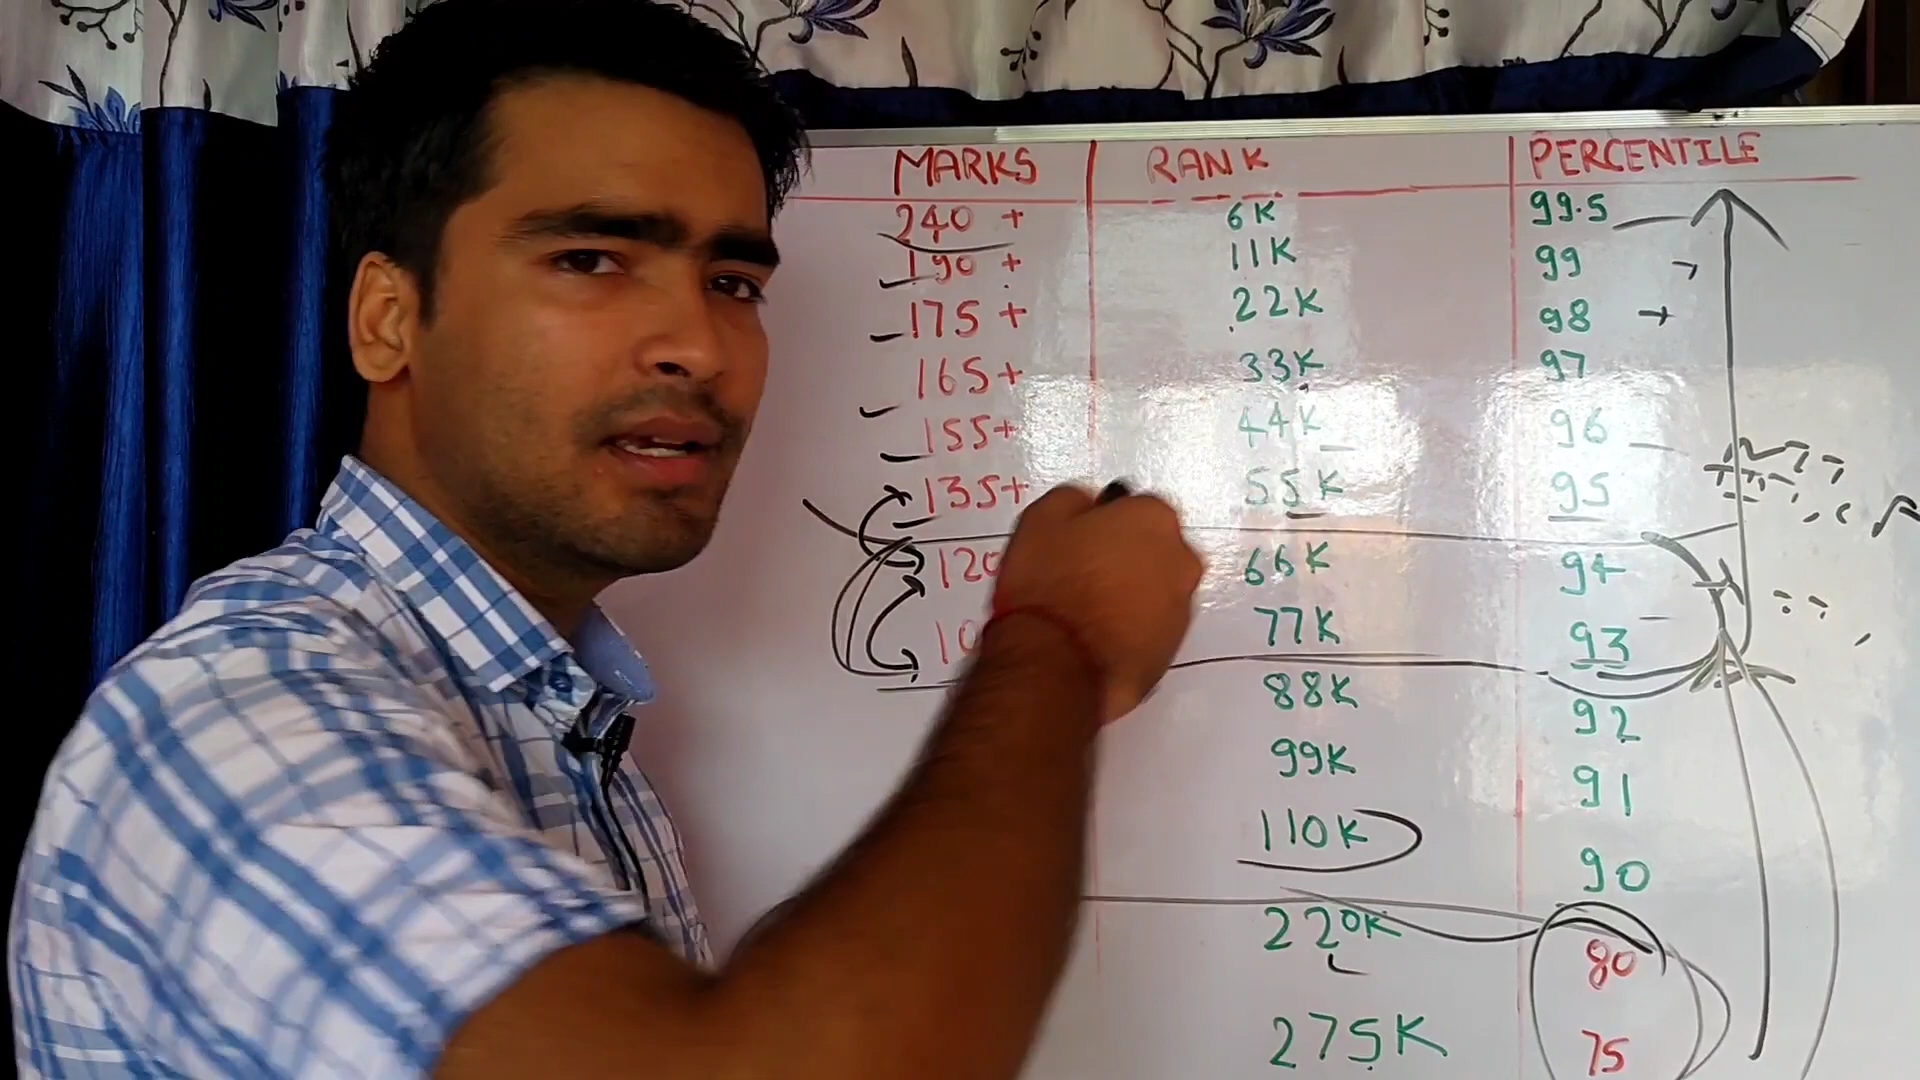 MARKS RANK PERCENTILE
240 + 6K 99.5
190 + 11K 99
175 + 22K 98
165+ 33K 97
155+ 44K 96
135+ 55K 95
120 66K 94
10 77K 93
88K 92
99K 91
110K 90
220K 80
275K 75